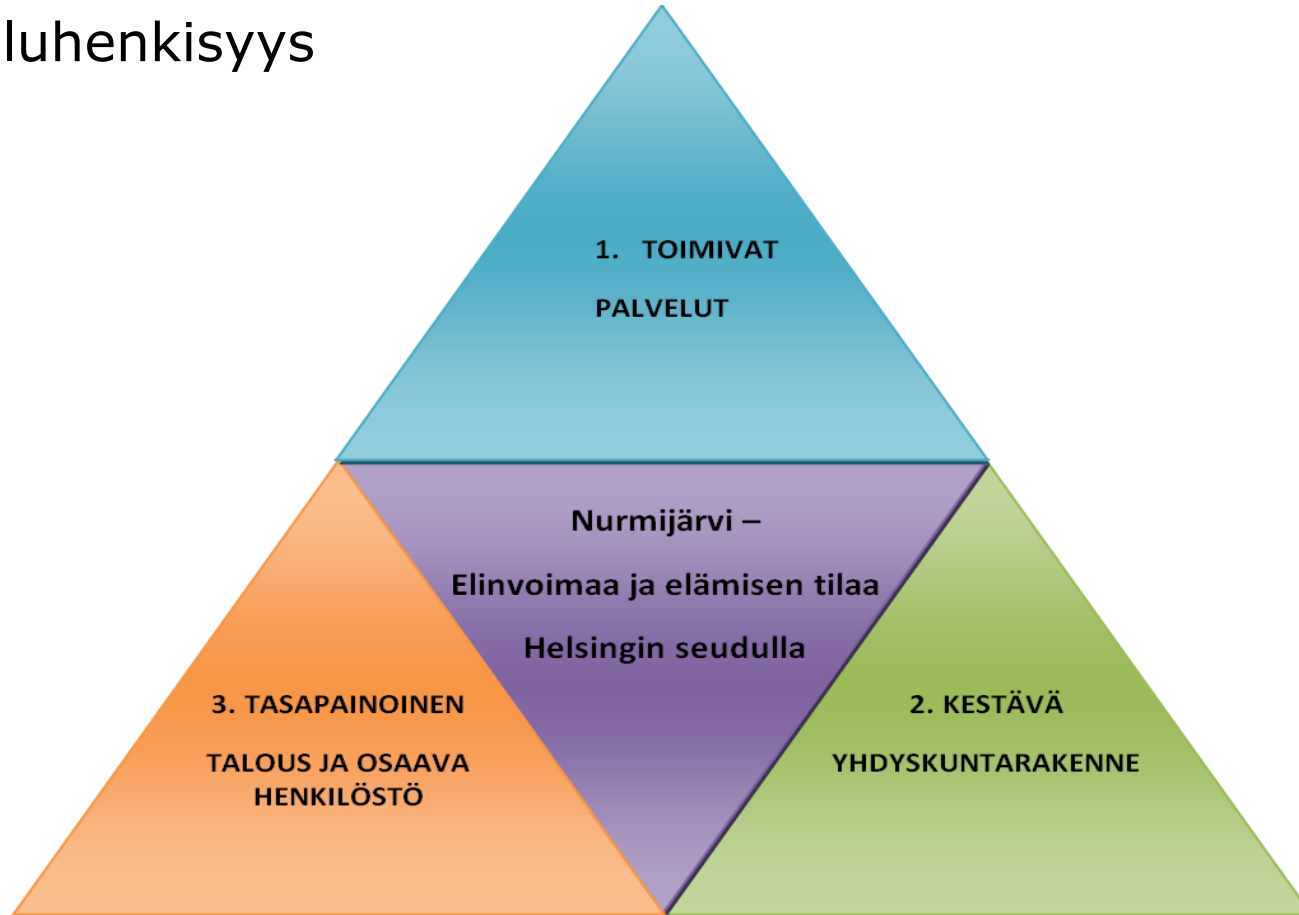 luhenkisyys
1. TOIMIVAT
PALVELUT
Nurmijärvi –
Elinvoimaa ja elämisen tilaa
Helsingin seudulla
3. TASAPAINOINEN
TALOUS JA OSAAVA
HENKILÖSTÖ
2. KESTÄVÄ
YHDYSKUNTARAKENNE